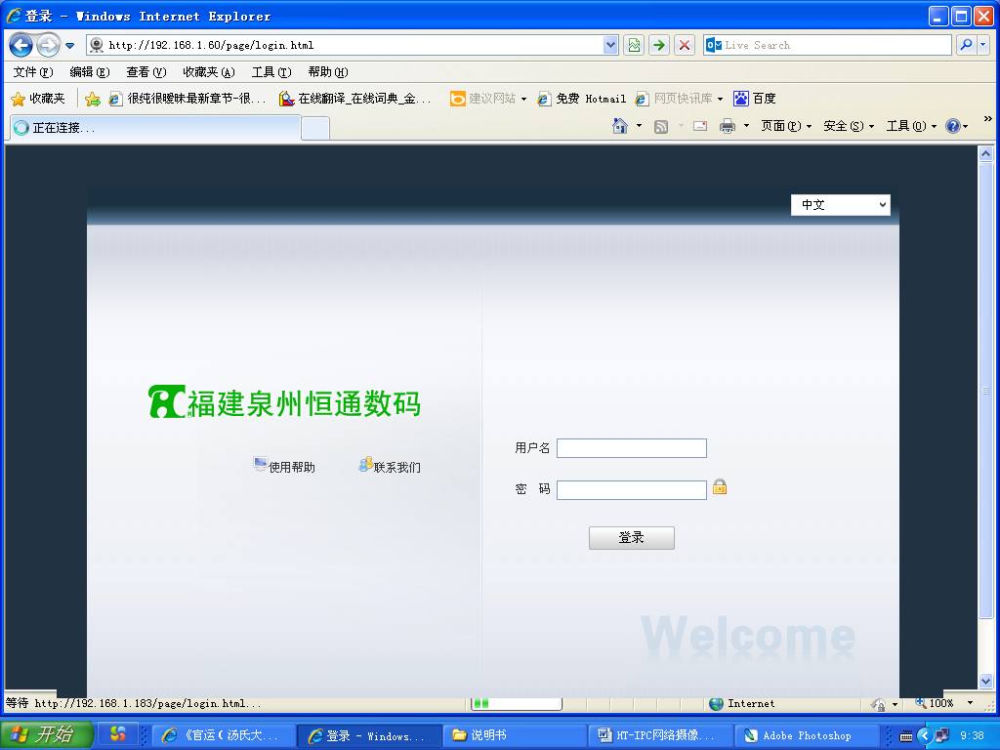 登录 - Windows Internet Explorer
http://192.168.1.60/page/login.html
Live Search
文件(F) 编辑(E) 查看(V) 收藏夹(A) 工具(T) 帮助(H)
收藏夹 很纯很暧昧最新章节-很... 在线翻译_在线词典_金... 建议网站 免费 Hotmail 网页快讯库 百度
正在连接... 页面(P) 安全(S) 工具(O)
中文
福建泉州恒通数码
使用帮助 联系我们
用户名
密 码
登录
Welcome
等待 http://192.168.1.183/page/login.html... Internet 100%
开始 《官运(汤氏大... 登录 - Windows... 说明书 HT-IPC网络摄像... Adobe Photoshop 9:38